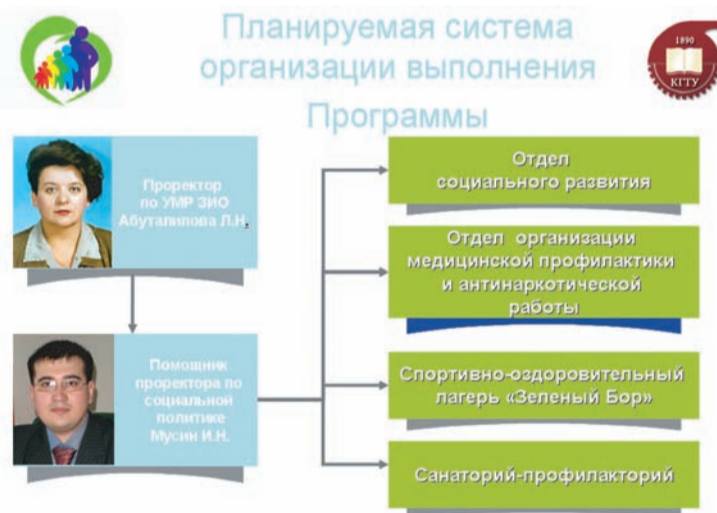 Планируемая система
организации выполнения
Программы
1890
КГТУ
Проректор
по УМР ЗИО
Абуталипова Л.Н.
Помощник
проректора по
социальной
политике
Мусин И.Н.
Отдел
социального развития
Отдел организации
медицинской профилактики
и антинаркотической
работы
Спортивно-оздоровительный
лагерь «Зеленый Бор»
Санаторий-профилакторий